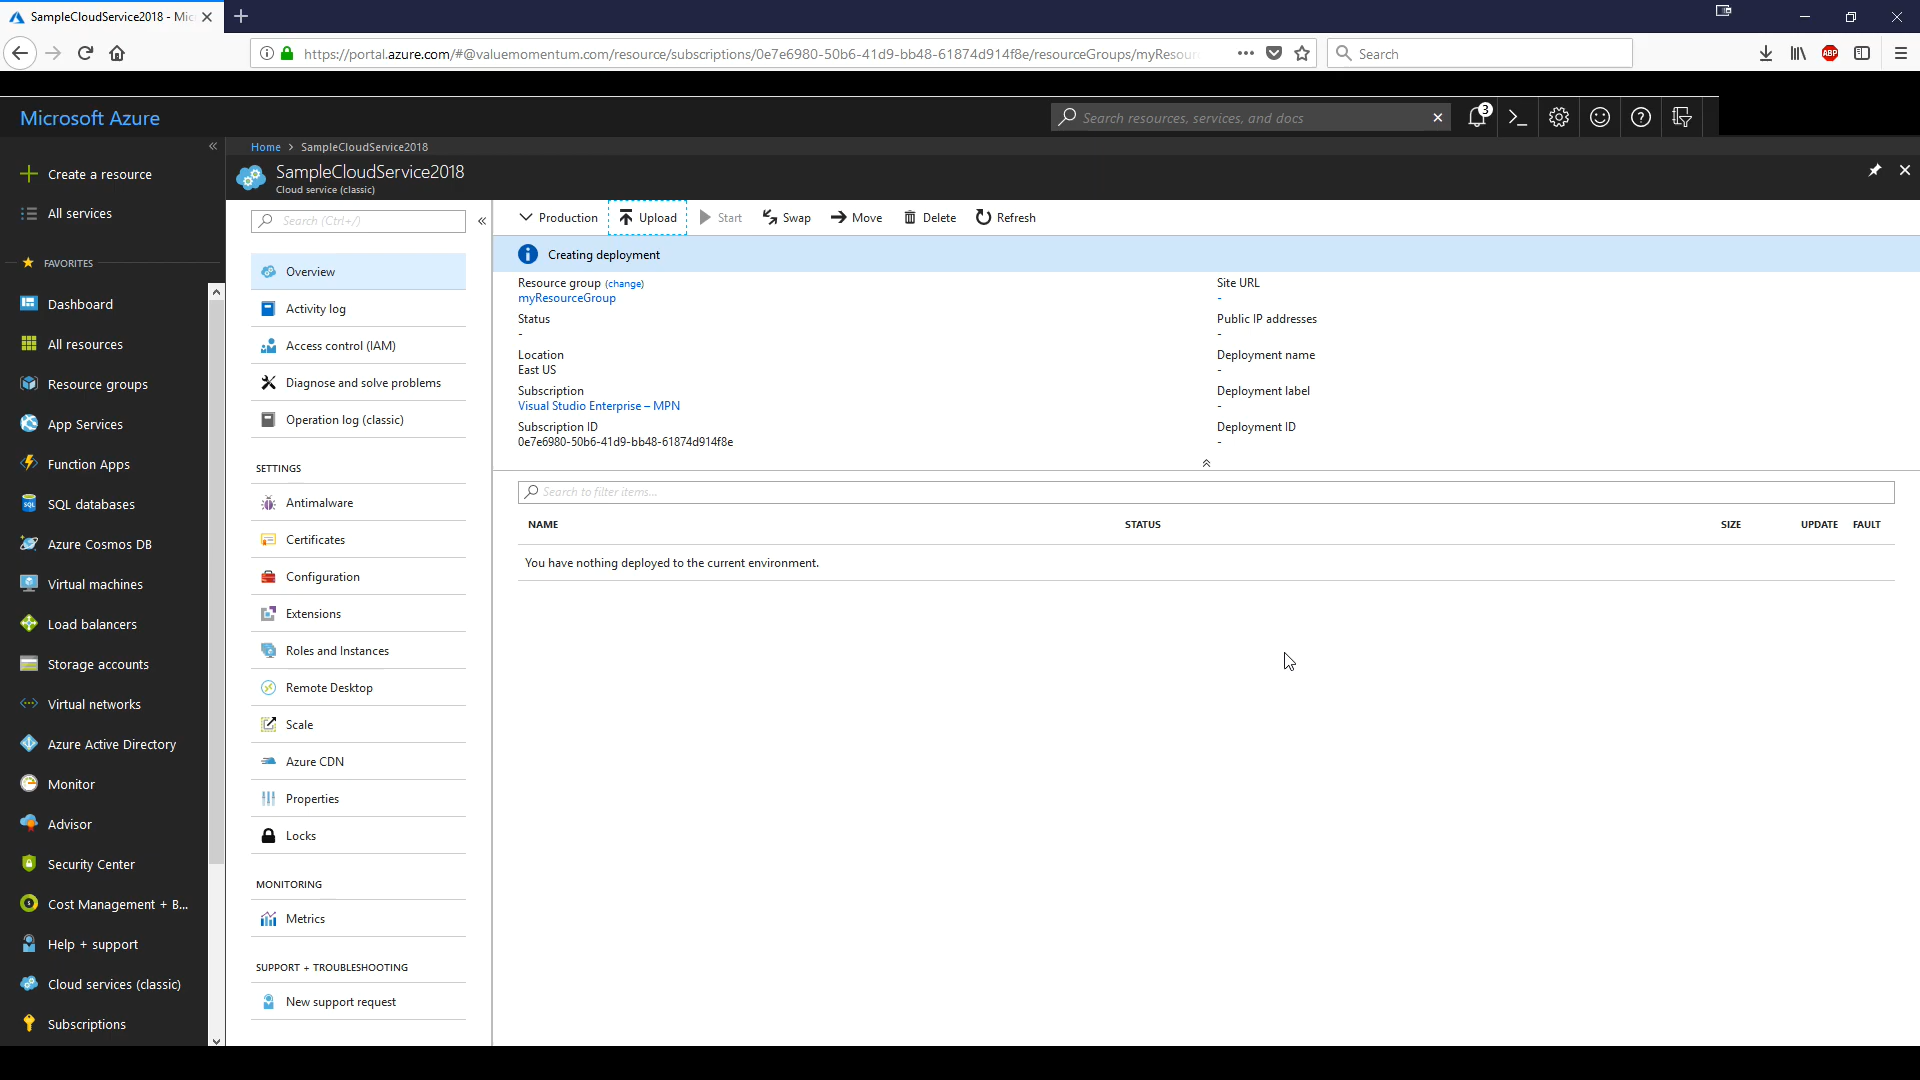 SampleCloudService2018 - Mic
https://portal.azure.com/#@valuemomentum.com/resource/subscriptions/0e7e6980-50b6-41d9-bb48-61874d914f8e/resourceGroups/myResour
Search
ABP
Microsoft Azure
Search resources, services, and docs
3
Home > SampleCloudService2018
SampleCloudService2018
Cloud service (classic)
Create a resource
All services
FAVORITES
Dashboard
All resources
Resource groups
App Services
Function Apps
SQL databases
Azure Cosmos DB
Virtual machines
Load balancers
Storage accounts
Virtual networks
Azure Active Directory
Monitor
Advisor
Security Center
Cost Management + B...
Help + support
Cloud services (classic)
Subscriptions
Search (Ctrl+/)
Overview
Activity log
Access control (IAM)
Diagnose and solve problems
Operation log (classic)
SETTINGS
Antimalware
Certificates
Configuration
Extensions
Roles and Instances
Remote Desktop
Scale
Azure CDN
Properties
Locks
MONITORING
Metrics
SUPPORT + TROUBLESHOOTING
New support request
Production Upload Start Swap Move Delete Refresh
Creating deployment
Resource group (change)
myResourceGroup
Status
-
Location
East US
Subscription
Visual Studio Enterprise – MPN
Subscription ID
0e7e6980-50b6-41d9-bb48-61874d914f8e
Site URL
-
Public IP addresses
-
Deployment name
-
Deployment label
-
Deployment ID
-
Search to filter items...
NAME STATUS SIZE UPDATE FAULT
You have nothing deployed to the current environment.